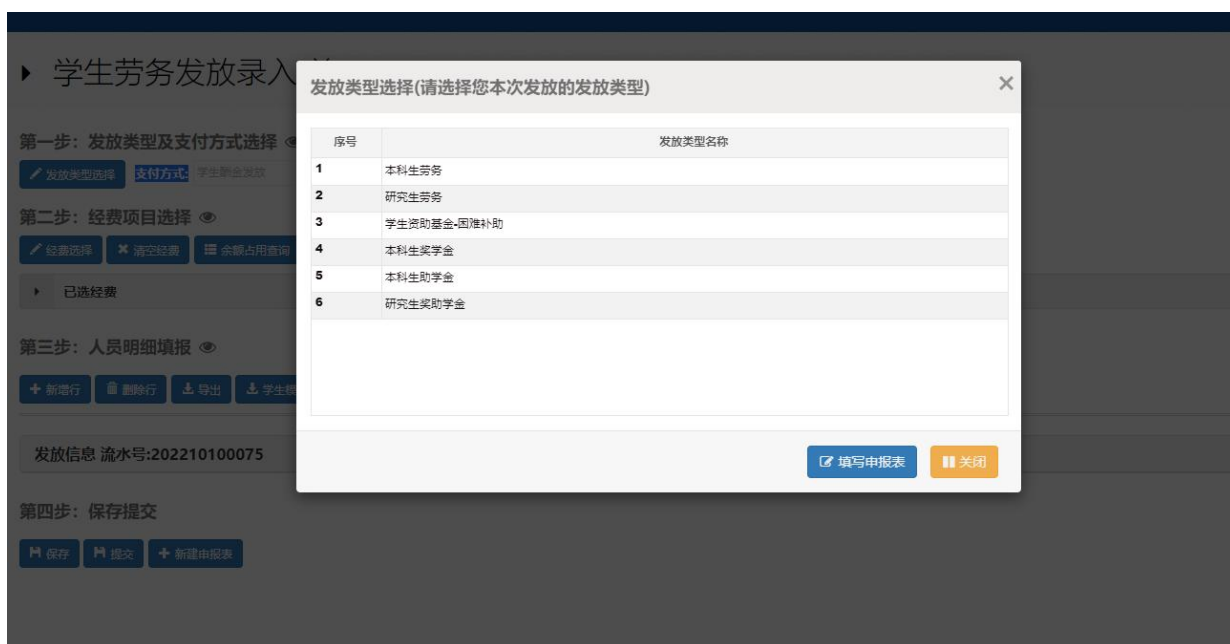 学生劳务发放录入
第一步：发放类型及支付方式选择
发放类型选择 支付方式: 学生酬金发放
第二步：经费项目选择
经费选择 清空经费 余额占用查询
已选经费
第三步：人员明细填报
新增行 删除行 导出 学生模
发放信息 流水号:202210100075
第四步：保存提交
保存 提交 新建申报表
发放类型选择(请选择您本次发放的发放类型)
序号 发放类型名称
1 本科生劳务
2 研究生劳务
3 学生资助基金-困难补助
4 本科生奖学金
5 本科生助学金
6 研究生奖助学金
填写申报表 关闭